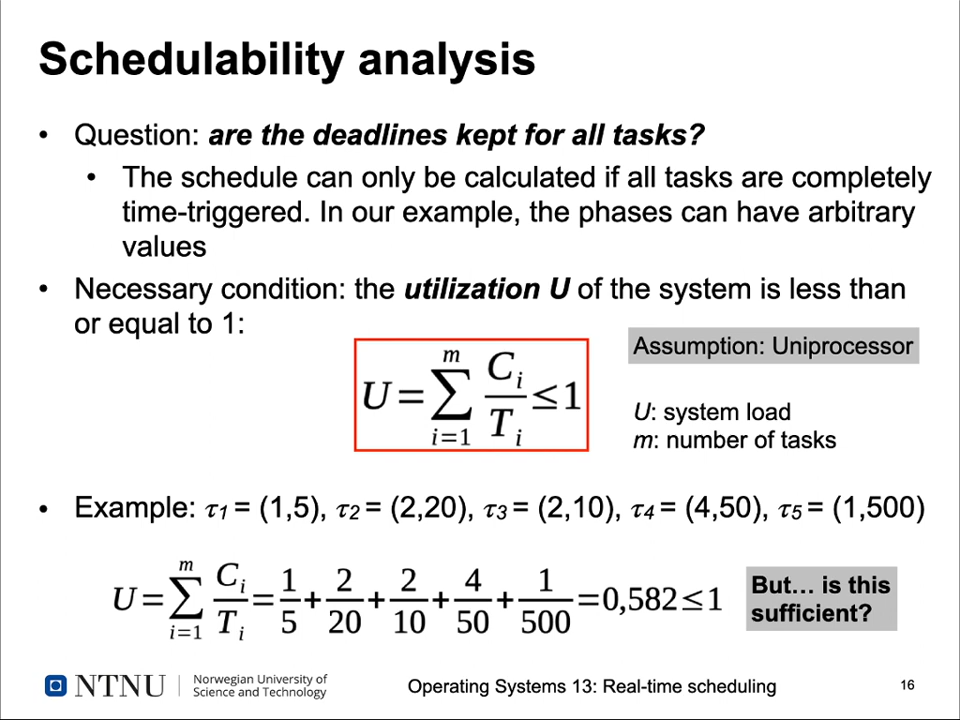 Schedulability analysis
• Question: are the deadlines kept for all tasks?
• The schedule can only be calculated if all tasks are completely
time-triggered. In our example, the phases can have arbitrary
values
• Necessary condition: the utilization U of the system is less than
or equal to 1:
U = ∑_{i=1}^{m} C_i/T_i ≤ 1
Assumption: Uniprocessor
U: system load
m: number of tasks
• Example: τ₁ = (1,5), τ₂ = (2,20), τ₃ = (2,10), τ₄ = (4,50), τ₅ = (1,500)
U = ∑_{i=1}^{m} C_i/T_i = 1/5 + 2/20 + 2/10 + 4/50 + 1/500 = 0,582 ≤ 1
But… is this
sufficient?
NTNU
Norwegian University of
Science and Technology
Operating Systems 13: Real-time scheduling
16